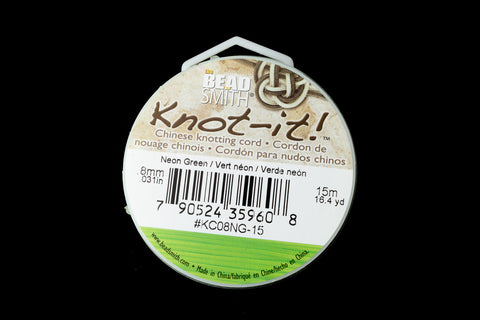 THE
BEAD
SMITH®
Knot-it!™
Chinese knotting cord • Cordon de
nouage chinois • Cordón para nudos chinos
Neon Green / Vert néon / Verde neón
.8mm
.031in
15m
16.4 yd
7 90524 35960 8
#KC08NG-15
www.beadsmith.com • Made in China/fabriqué en Chine/hecho en China.